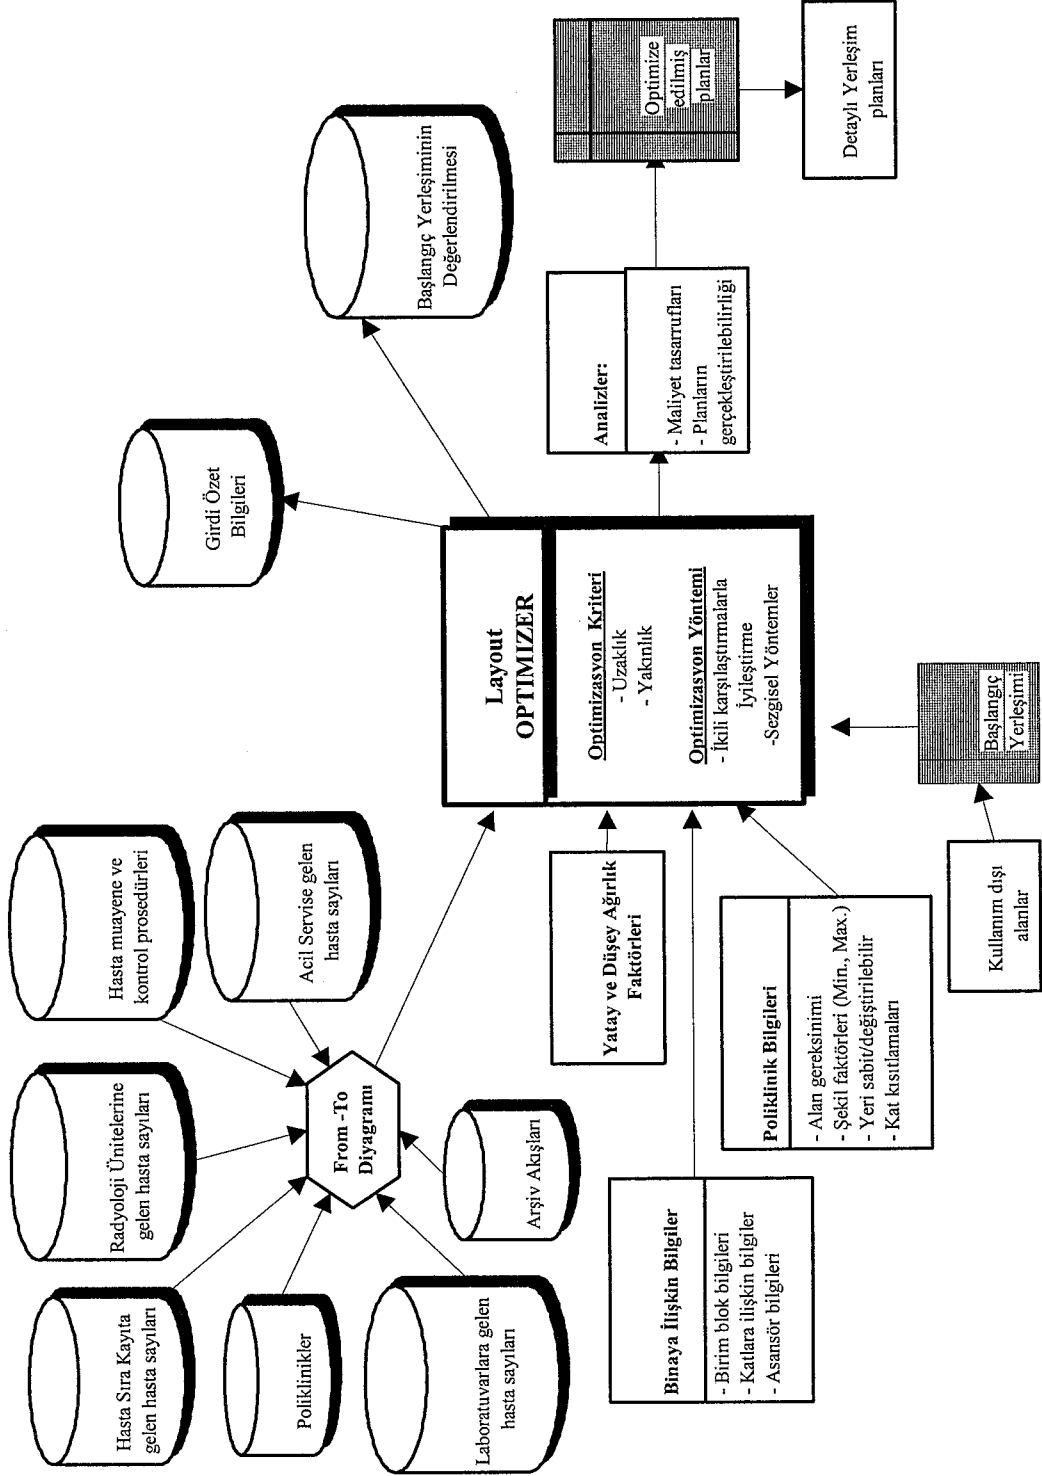 Hasta Sıra Kayıta
gelen hasta sayıları
Radyoloji Ünitelerine
gelen hasta sayıları
Hasta muayene ve
kontrol prosedürleri
Poliklinikler
Acil Servise gelen
hasta sayıları
From -To
Diyagramı
Laboratuvarlara gelen
hasta sayıları
Arşiv Akışları
Girdi Özet
Bilgileri
Başlangıç Yerleşiminin
Değerlendirilmesi
Layout
OPTIMIZER
Optimizasyon Kriteri
- Uzaklık
- Yakınlık
Optimizasyon Yöntemi
- İkili karşılaştırmalarla
İyileştirme
-Sezgisel Yöntemler
Analizler:
- Maliyet tasarrufları
- Planların
gerçekleştirilebilirliği
Optimize
edilmiş
planlar
Detaylı Yerleşim
planları
Yatay ve Düşey Ağırlık
Faktörleri
Binaya İlişkin Bilgiler
- Birim blok bilgileri
- Katlara ilişkin bilgiler
- Asansör bilgileri
Poliklinik Bilgileri
- Alan gereksinimi
- Şekil faktörleri (Min., Max.)
- Yeri sabit/değiştirilebilir
- Kat kısıtlamaları
Başlangıç
Yerleşimi
Kullanım dışı
alanlar